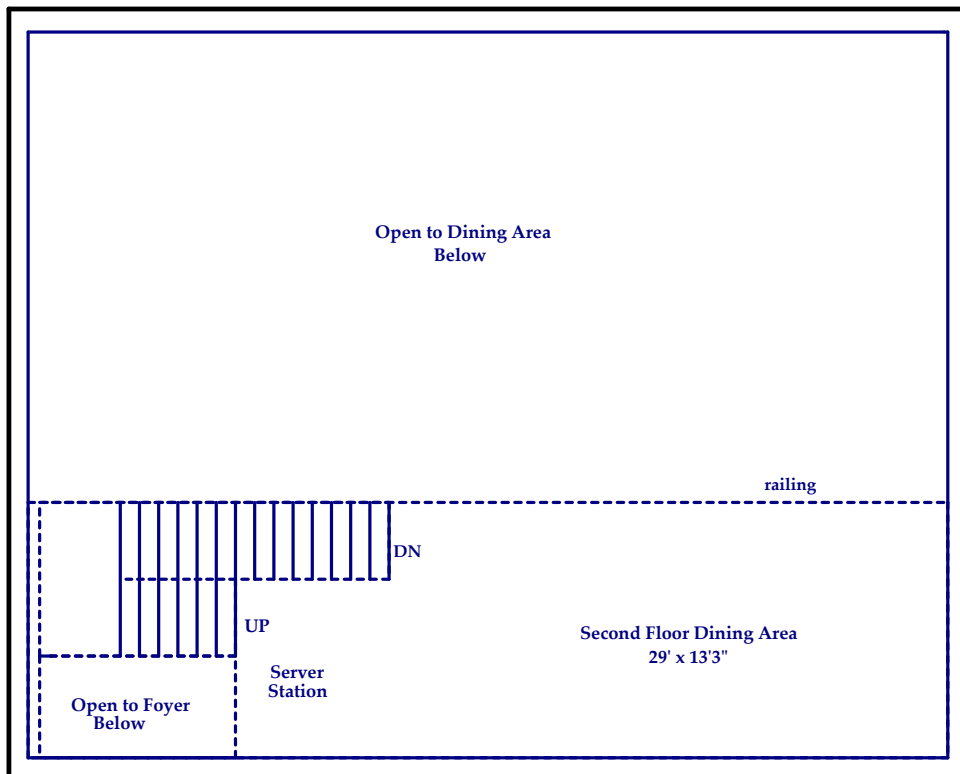 Open to Dining Area
Below
railing
DN
UP
Second Floor Dining Area
29' x 13'3"
Server
Station
Open to Foyer
Below